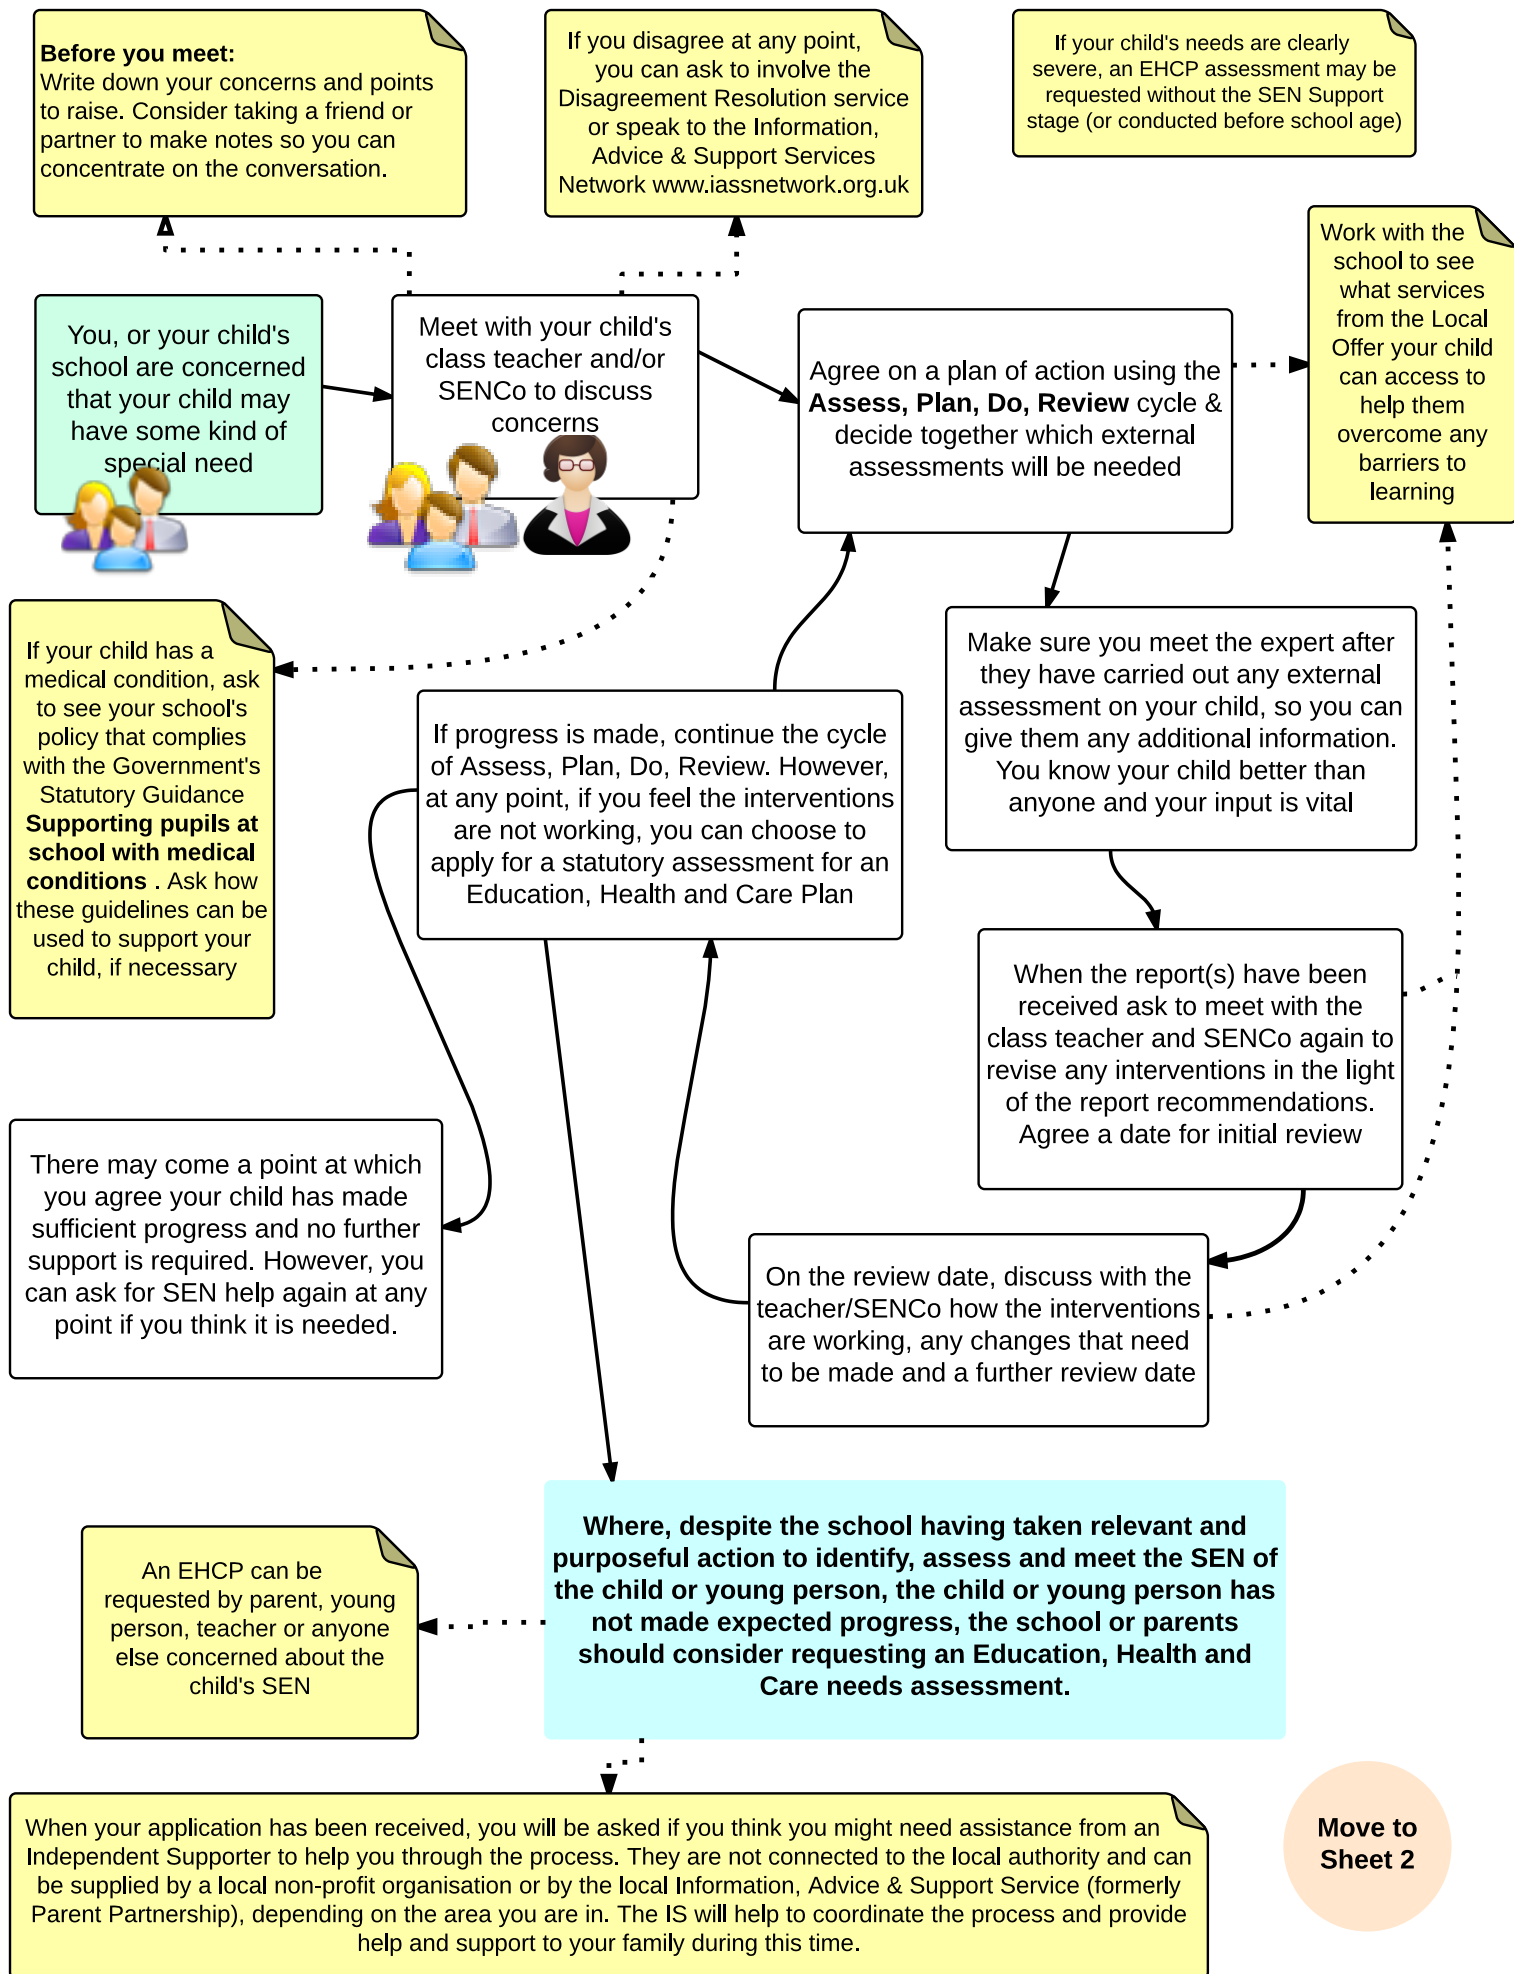 Before you meet:
Write down your concerns and points
to raise. Consider taking a friend or
partner to make notes so you can
concentrate on the conversation.
If you disagree at any point,
you can ask to involve the
Disagreement Resolution service
or speak to the Information,
Advice & Support Services
Network www.iassnetwork.org.uk
If your child's needs are clearly
severe, an EHCP assessment may be
requested without the SEN Support
stage (or conducted before school age)
You, or your child's
school are concerned
that your child may
have some kind of
special need
Meet with your child's
class teacher and/or
SENCo to discuss
concerns
Agree on a plan of action using the
Assess, Plan, Do, Review cycle &
decide together which external
assessments will be needed
Work with the
school to see
what services
from the Local
Offer your child
can access to
help them
overcome any
barriers to
learning
If your child has a
medical condition, ask
to see your school's
policy that complies
with the Government's
Statutory Guidance
Supporting pupils at
school with medical
conditions . Ask how
these guidelines can be
used to support your
child, if necessary
If progress is made, continue the cycle
of Assess, Plan, Do, Review. However,
at any point, if you feel the interventions
are not working, you can choose to
apply for a statutory assessment for an
Education, Health and Care Plan
Make sure you meet the expert after
they have carried out any external
assessment on your child, so you can
give them any additional information.
You know your child better than
anyone and your input is vital
When the report(s) have been
received ask to meet with the
class teacher and SENCo again to
revise any interventions in the light
of the report recommendations.
Agree a date for initial review
There may come a point at which
you agree your child has made
sufficient progress and no further
support is required. However, you
can ask for SEN help again at any
point if you think it is needed.
On the review date, discuss with the
teacher/SENCo how the interventions
are working, any changes that need
to be made and a further review date
Where, despite the school having taken relevant and
purposeful action to identify, assess and meet the SEN of
the child or young person, the child or young person has
not made expected progress, the school or parents
should consider requesting an Education, Health and
Care needs assessment.
An EHCP can be
requested by parent, young
person, teacher or anyone
else concerned about the
child's SEN
When your application has been received, you will be asked if you think you might need assistance from an
Independent Supporter to help you through the process. They are not connected to the local authority and can
be supplied by a local non-profit organisation or by the local Information, Advice & Support Service (formerly
Parent Partnership), depending on the area you are in. The IS will help to coordinate the process and provide
help and support to your family during this time.
Move to
Sheet 2